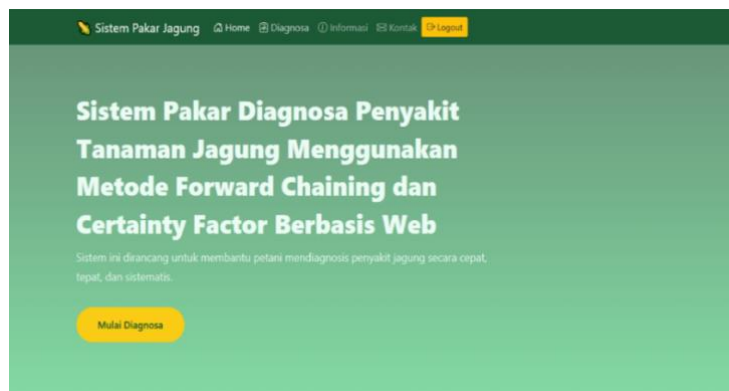 Sistem Pakar Jagung Home Diagnosa Informasi Kontak Logout
Sistem Pakar Diagnosa Penyakit
Tanaman Jagung Menggunakan
Metode Forward Chaining dan
Certainty Factor Berbasis Web
Sistem ini dirancang untuk membantu petani mendiagnosis penyakit jagung secara cepat,
tepat, dan sistematis.
Mulai Diagnosa